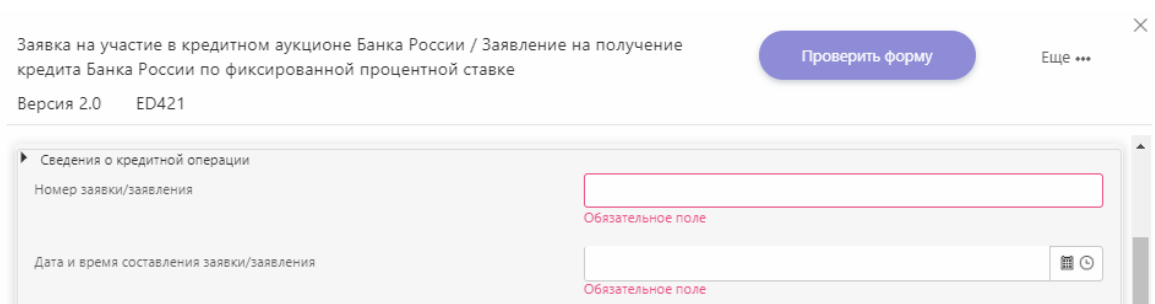 Заявка на участие в кредитном аукционе Банка России / Заявление на получение
кредита Банка России по фиксированной процентной ставке
Проверить форму
Еще •••
Версия 2.0 ED421
Сведения о кредитной операции
Номер заявки/заявления
Обязательное поле
Дата и время составления заявки/заявления
Обязательное поле